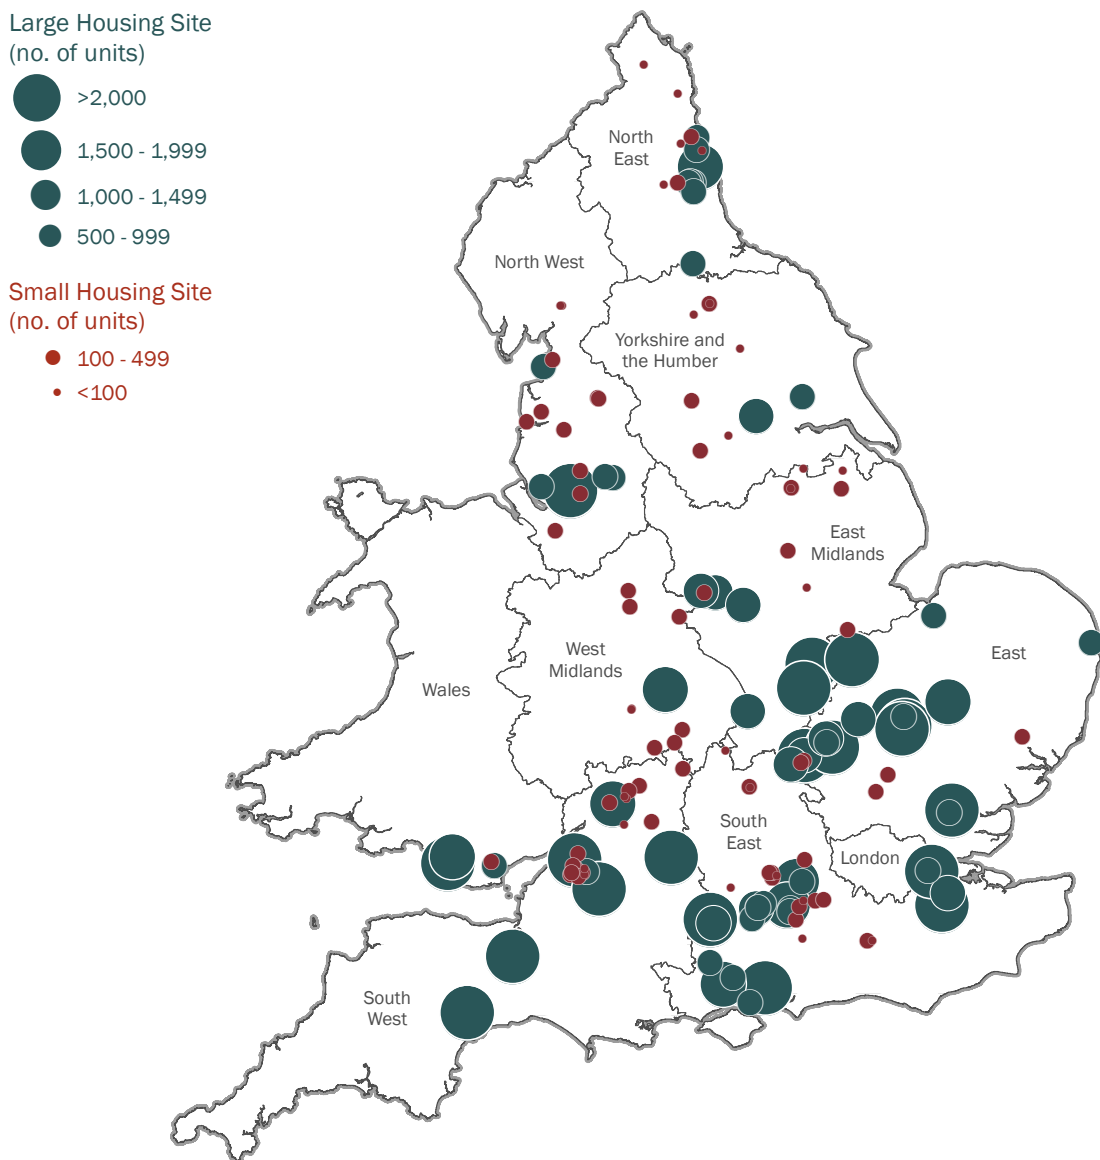 Large Housing Site
(no. of units)
>2,000
1,500 - 1,999
1,000 - 1,499
500 - 999
Small Housing Site
(no. of units)
100 - 499
<100
North
East
North West
Yorkshire and
the Humber
East
Midlands
West
Midlands
East
Wales
South
East
London
South
West